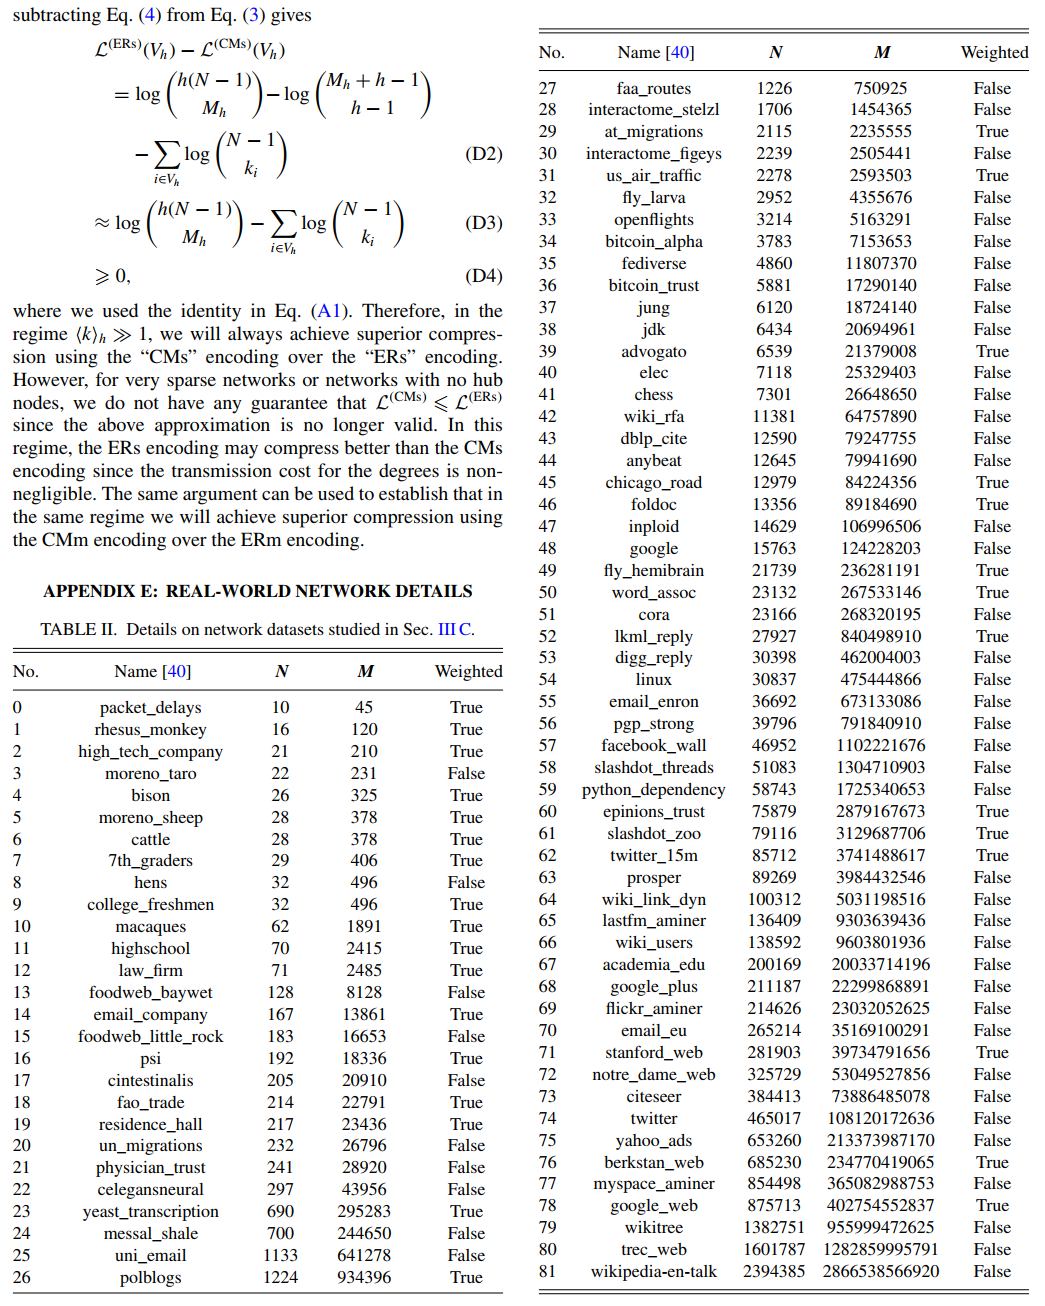 subtracting Eq. (4) from Eq. (3) gives
ℒ^(ERs)(V_h) − ℒ^(CMs)(V_h)
= log (h(N − 1) M_h) − log (M_h + h − 1 h − 1)
− ∑_{i∈V_h} log (N − 1 k_i) (D2)
≈ log (h(N − 1) M_h) − ∑_{i∈V_h} log (N − 1 k_i) (D3)
⩾ 0, (D4)
where we used the identity in Eq. (A1). Therefore, in the
regime ⟨k⟩_h ≫ 1, we will always achieve superior compres-
sion using the “CMs” encoding over the “ERs” encoding.
However, for very sparse networks or networks with no hub
nodes, we do not have any guarantee that ℒ^(CMs) ⩽ ℒ^(ERs)
since the above approximation is no longer valid. In this
regime, the ERs encoding may compress better than the CMs
encoding since the transmission cost for the degrees is non-
negligible. The same argument can be used to establish that in
the same regime we will achieve superior compression using
the CMm encoding over the ERm encoding.
APPENDIX E: REAL-WORLD NETWORK DETAILS
TABLE II. Details on network datasets studied in Sec. III C.
No. Name [40] N M Weighted
0 packet_delays 10 45 True
1 rhesus_monkey 16 120 True
2 high_tech_company 21 210 True
3 moreno_taro 22 231 False
4 bison 26 325 True
5 moreno_sheep 28 378 True
6 cattle 28 378 True
7 7th_graders 29 406 True
8 hens 32 496 False
9 college_freshmen 32 496 True
10 macaques 62 1891 True
11 highschool 70 2415 True
12 law_firm 71 2485 True
13 foodweb_baywet 128 8128 False
14 email_company 167 13861 True
15 foodweb_little_rock 183 16653 False
16 psi 192 18336 True
17 cintestinalis 205 20910 False
18 fao_trade 214 22791 True
19 residence_hall 217 23436 True
20 un_migrations 232 26796 False
21 physician_trust 241 28920 False
22 celegansneural 297 43956 False
23 yeast_transcription 690 295283 True
24 messal_shale 700 244650 False
25 uni_email 1133 641278 False
26 polblogs 1224 934396 True
No. Name [40] N M Weighted
27 faa_routes 1226 750925 False
28 interactome_stelzl 1706 1454365 False
29 at_migrations 2115 2235555 True
30 interactome_figeys 2239 2505441 False
31 us_air_traffic 2278 2593503 True
32 fly_larva 2952 4355676 False
33 openflights 3214 5163291 False
34 bitcoin_alpha 3783 7153653 False
35 fediverse 4860 11807370 False
36 bitcoin_trust 5881 17290140 False
37 jung 6120 18724140 False
38 jdk 6434 20694961 False
39 advogato 6539 21379008 True
40 elec 7118 25329403 False
41 chess 7301 26648650 False
42 wiki_rfa 11381 64757890 False
43 dblp_cite 12590 79247755 False
44 anybeat 12645 79941690 False
45 chicago_road 12979 84224356 True
46 foldoc 13356 89184690 True
47 inploid 14629 106996506 False
48 google 15763 124228203 False
49 fly_hemibrain 21739 236281191 True
50 word_assoc 23132 267533146 True
51 cora 23166 268320195 False
52 lkml_reply 27927 840498910 True
53 digg_reply 30398 462004003 False
54 linux 30837 475444866 False
55 email_enron 36692 673133086 False
56 pgp_strong 39796 791840910 False
57 facebook_wall 46952 1102221676 False
58 slashdot_threads 51083 1304710903 False
59 python_dependency 58743 1725340653 False
60 epinions_trust 75879 2879167673 True
61 slashdot_zoo 79116 3129687706 True
62 twitter_15m 85712 3741488617 True
63 prosper 89269 3984432546 False
64 wiki_link_dyn 100312 5031198516 False
65 lastfm_aminer 136409 9303639436 False
66 wiki_users 138592 9603801936 False
67 academia_edu 200169 20033714196 False
68 google_plus 211187 22299868891 False
69 flickr_aminer 214626 23032052625 False
70 email_eu 265214 35169100291 False
71 stanford_web 281903 39734791656 True
72 notre_dame_web 325729 53049527856 False
73 citeseer 384413 73886485078 False
74 twitter 465017 108120172636 False
75 yahoo_ads 653260 213373987170 False
76 berkstan_web 685230 234770419065 True
77 myspace_aminer 854498 365082988753 False
78 google_web 875713 402754552837 True
79 wikitree 1382751 955999472625 False
80 trec_web 1601787 1282859995791 False
81 wikipedia-en-talk 2394385 2866538566920 False